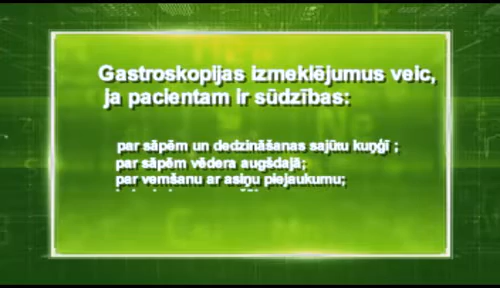 Gastroskopijas izmeklējumus veic,
ja pacientam ir sūdzības:
par sāpēm un dedzināšanas sajūtu kuņģī ;
par sāpēm vēdera augšdajā;
par vemšanu ar asiņu piejaukumu;